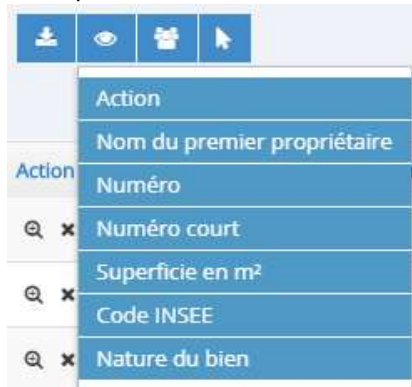 Action
Nom du premier propriétaire
Action
Numéro
Numéro court
Superficie en m²
Code INSEE
Nature du bien